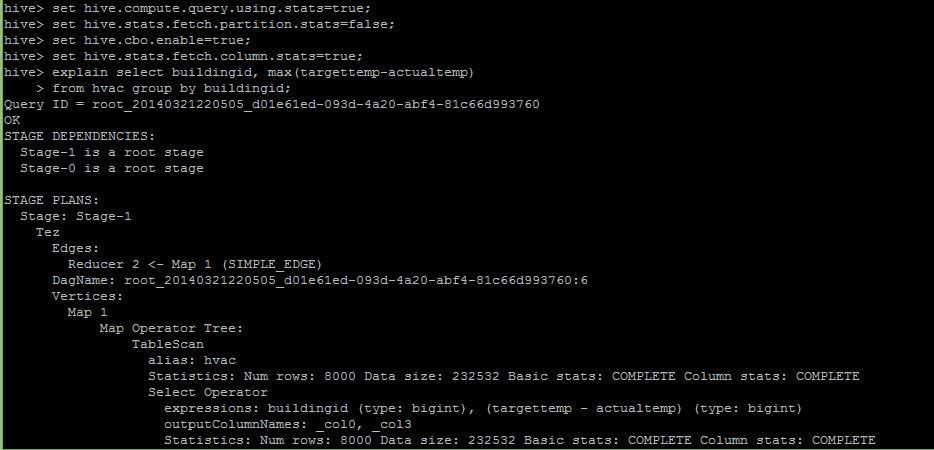 hive> set hive.compute.query.using.stats=true;
hive> set hive.stats.fetch.partition.stats=false;
hive> set hive.cbo.enable=true;
hive> set hive.stats.fetch.column.stats=true;
hive> explain select buildingid, max(targettemp-actualtemp)
    > from hvac group by buildingid;
Query ID = root_20140321220505_d01e61ed-093d-4a20-abf4-81c66d993760
OK
STAGE DEPENDENCIES:
  Stage-1 is a root stage
  Stage-0 is a root stage

STAGE PLANS:
  Stage: Stage-1
    Tez
      Edges:
        Reducer 2 <- Map 1 (SIMPLE_EDGE)
      DagName: root_20140321220505_d01e61ed-093d-4a20-abf4-81c66d993760:6
      Vertices:
        Map 1
            Map Operator Tree:
                TableScan
                  alias: hvac
                  Statistics: Num rows: 8000 Data size: 232532 Basic stats: COMPLETE Column stats: COMPLETE
                  Select Operator
                    expressions: buildingid (type: bigint), (targettemp - actualtemp) (type: bigint)
                    outputColumnNames: _col0, _col3
                    Statistics: Num rows: 8000 Data size: 232532 Basic stats: COMPLETE Column stats: COMPLETE